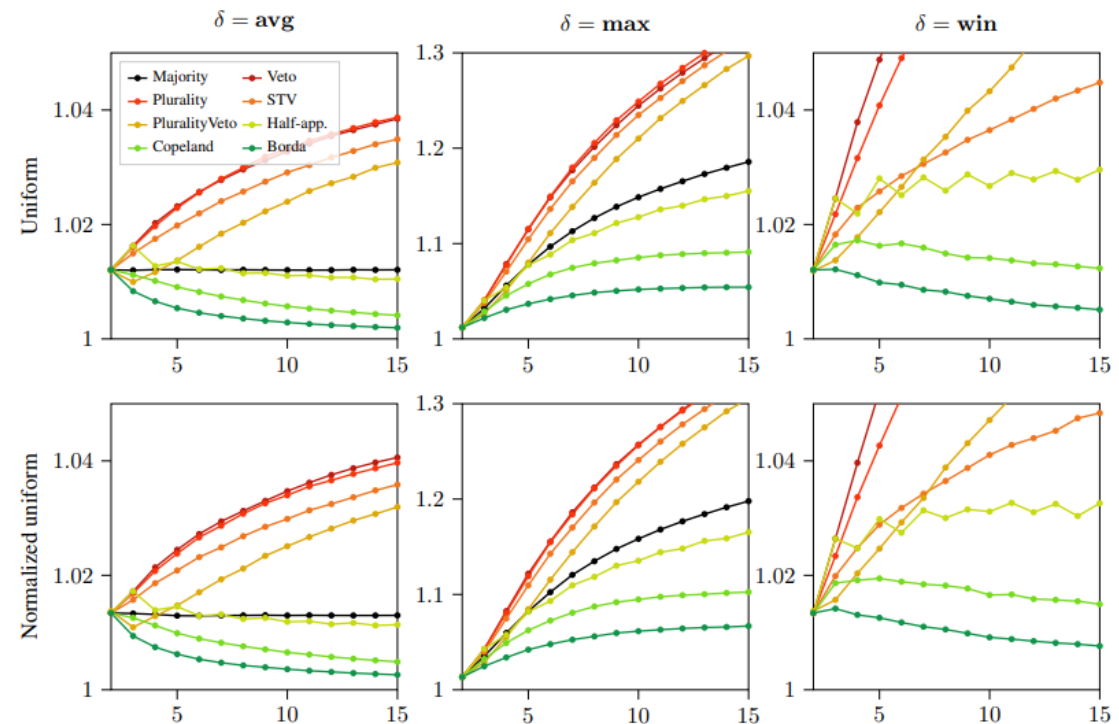 δ = avg
δ = max
δ = win
Uniform
1.04
1.02
1
Majority
Plurality
PluralityVeto
Copeland
Veto
STV
Half-app.
Borda
5
10
15
1.3
1.2
1.1
1
5
10
15
1.04
1.02
1
5
10
15
Normalized uniform
1.04
1.02
1
5
10
15
1.3
1.2
1.1
1
5
10
15
1.04
1.02
1
5
10
15